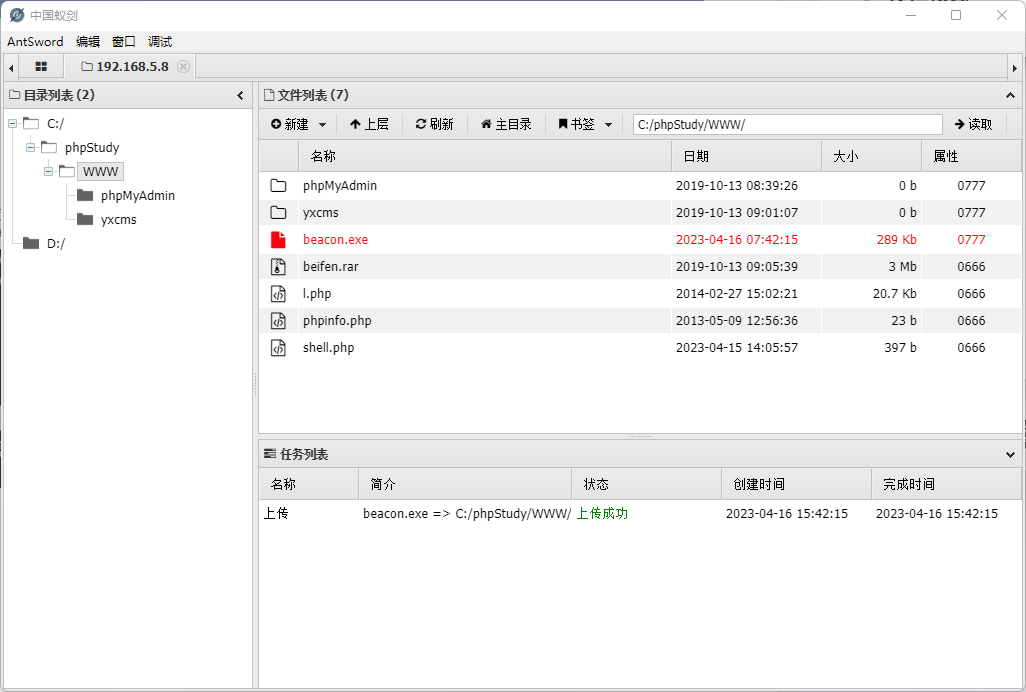 中国蚁剑
AntSword 编辑 窗口 调试
192.168.5.8
目录列表 (2)
C:/
phpStudy
WWW
phpMyAdmin
yxcms
D:/
文件列表 (7)
新建 上层 刷新 主目录 书签 C:/phpStudy/WWW/ 读取
名称 日期 大小 属性
phpMyAdmin 2019-10-13 08:39:26 0 b 0777
yxcms 2019-10-13 09:01:07 0 b 0777
beacon.exe 2023-04-16 07:42:15 289 Kb 0777
beifen.rar 2019-10-13 09:05:39 3 Mb 0666
l.php 2014-02-27 15:02:21 20.7 Kb 0666
phpinfo.php 2013-05-09 12:56:36 23 b 0666
shell.php 2023-04-15 14:05:57 397 b 0666
任务列表
名称 简介 状态 创建时间 完成时间
上传 beacon.exe => C:/phpStudy/WWW/ 上传成功 2023-04-16 15:42:15 2023-04-16 15:42:15